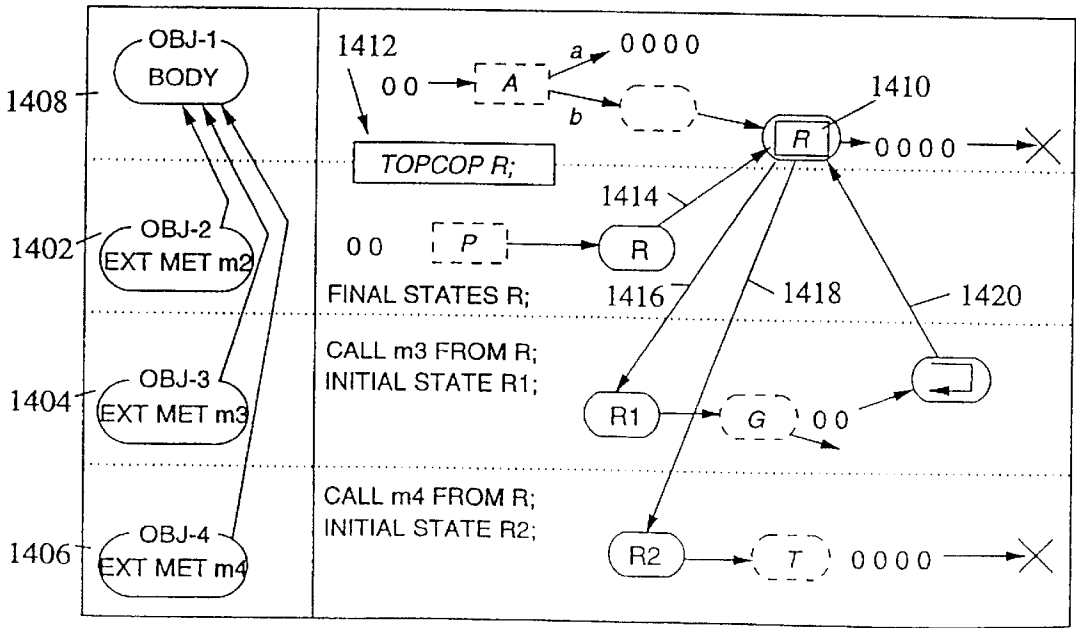 OBJ-1
BODY
1408
1412
0 0
A
a
0 0 0 0
b
R
1410
0 0 0 0
TOPCOP R;
1402
OBJ-2
EXT MET m2
0 0
P
R
1414
FINAL STATES R;
1416
1418
1420
1404
OBJ-3
EXT MET m3
CALL m3 FROM R;
INITIAL STATE R1;
R1
G
0 0
1406
OBJ-4
EXT MET m4
CALL m4 FROM R;
INITIAL STATE R2;
R2
T
0 0 0 0